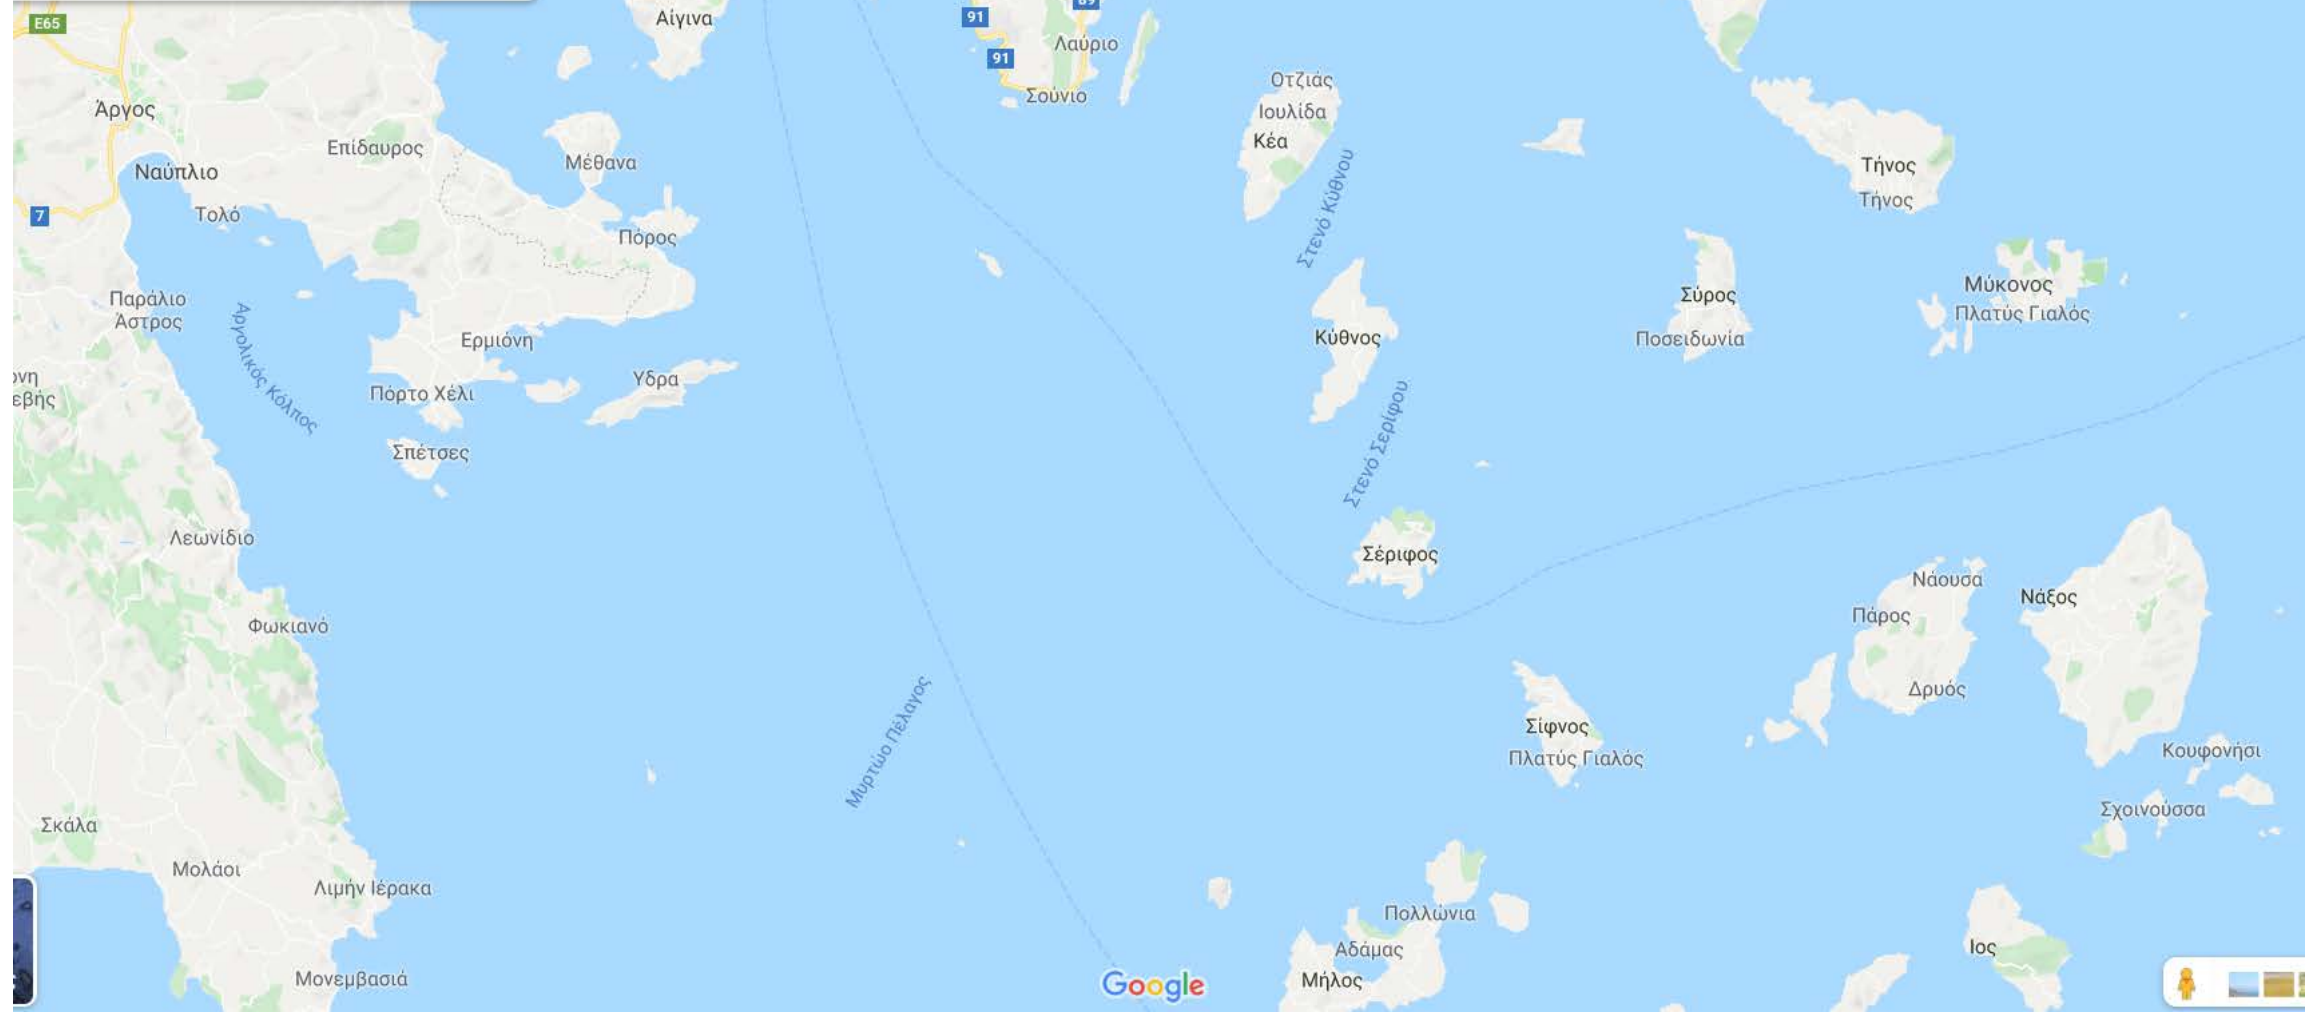 E65
Αίγινα
91
89
91
Λαύριο
Σούνιο
Οτζιάς
Ιουλίδα
Κέα
Άργος
Επίδαυρος
Μέθανα
Ναύπλιο
Τολό
7
Πόρος
Στενό Κύθνου
Τήνος
Τήνος
Παράλιο
Άστρος
Αργολικός Κόλπος
Ερμιόνη
Κύθνος
Σύρος
Ποσειδωνία
Μύκονος
Πλατύς Γιαλός
Πόρτο Χέλι
Ύδρα
Σπέτσες
Στενό Σερίφου
Λεωνίδιο
Σέριφος
Νάουσα
Πάρος
Νάξος
Φωκιανό
Δρυός
Μυρτώο Πέλαγος
Σίφνος
Πλατύς Γιαλός
Κουφονήσι
Σχοινούσσα
Σκάλα
Μολάοι
Λιμήν Ιέρακα
Πολλώνια
Αδάμας
Μήλος
Ίος
Μονεμβασιά
Google